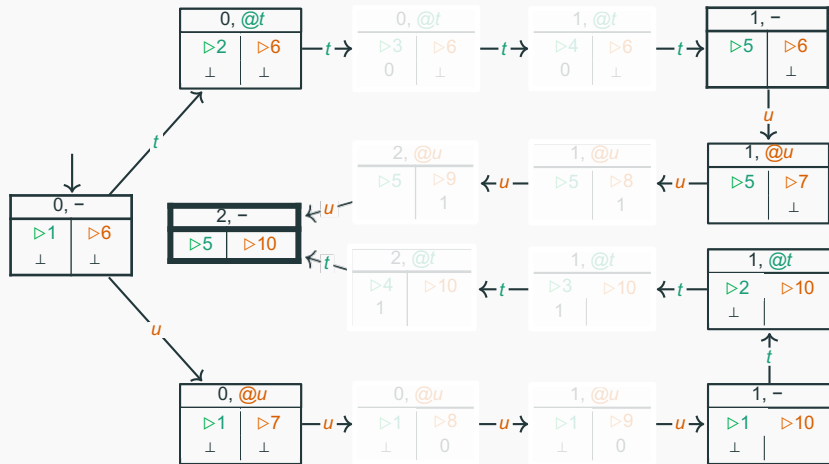 0, @t 0, @t 1, @t 1, −
▷2 ▷6 t ▷3 ▷6 t ▷4 ▷6 t ▷5 ▷6
⊥ ⊥ 0 ⊥ 0 ⊥ ⊥
u
t
2, @u 1, @u 1, @u
▷5 ▷9 u ▷5 ▷8 u ▷5 ▷7
1 1 ⊥
0, − 2, − u
▷1 ▷6 ▷5 ▷10
⊥ ⊥ t
2, @t 1, @t 1, @t
▷4 ▷10 t ▷3 ▷10 t ▷2 ▷10
1 1 ⊥
u
t
0, @u 0, @u 1, @u 1, −
▷1 ▷7 u ▷1 ▷8 u ▷1 ▷9 u ▷1 ▷10
⊥ ⊥ ⊥ 0 ⊥ 0 ⊥